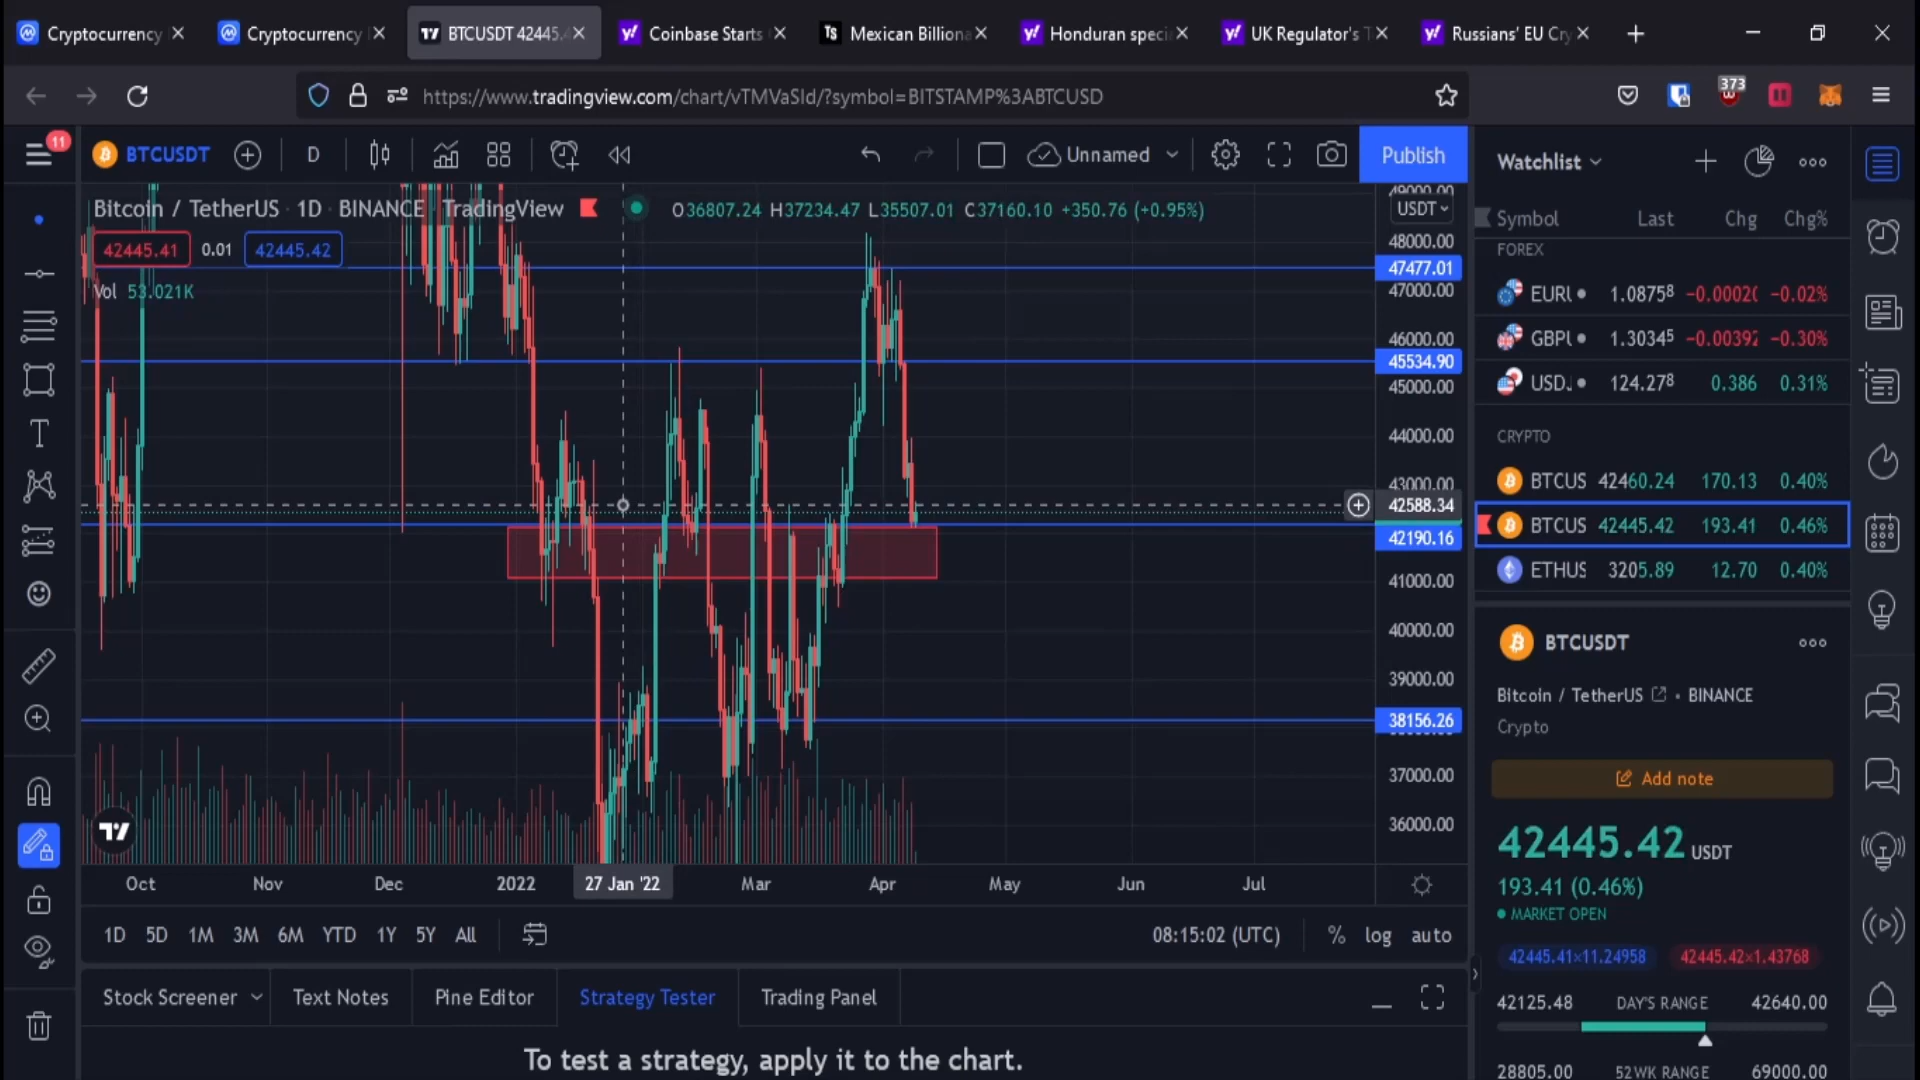 Cryptocurrency
Cryptocurrency
BTCUSDT 42445.4
Coinbase Starts
Mexican Billiona
Honduran speci
UK Regulator's T
Russians' EU Cry
https://www.tradingview.com/chart/vTMVaSId/?symbol=BITSTAMP%3ABTCUSD
373
11
BTCUSDT
D
Unnamed
Publish
Bitcoin / TetherUS · 1D · BINANCE · TradingView
O36807.24 H37234.47 L35507.01 C37160.10 +350.76 (+0.95%)
42445.41 0.01 42445.42
Vol 53.021K
49000.00
USDT
48000.00
47477.01
47000.00
46000.00
45534.90
45000.00
44000.00
43000.00
42588.34
42190.16
41000.00
40000.00
39000.00
38156.26
37000.00
36000.00
Oct Nov Dec 2022 27 Jan '22 Mar Apr May Jun Jul
1D 5D 1M 3M 6M YTD 1Y 5Y All
08:15:02 (UTC) % log auto
Stock Screener Text Notes Pine Editor Strategy Tester Trading Panel
To test a strategy, apply it to the chart.
Watchlist
Symbol Last Chg Chg%
FOREX
EURU 1.08758 −0.00020 −0.02%
GBPU 1.30345 −0.00392 −0.30%
USDJ 124.278 0.386 0.31%
CRYPTO
BTCUS 42460.24 170.13 0.40%
BTCUS 42445.42 193.41 0.46%
ETHUS 3205.89 12.70 0.40%
BTCUSDT
Bitcoin / TetherUS • BINANCE
Crypto
Add note
42445.42 USDT
193.41 (0.46%)
MARKET OPEN
42445.41×11.24958 42445.42×1.43768
42125.48 DAY'S RANGE 42640.00
28805.00 52WK RANGE 69000.00